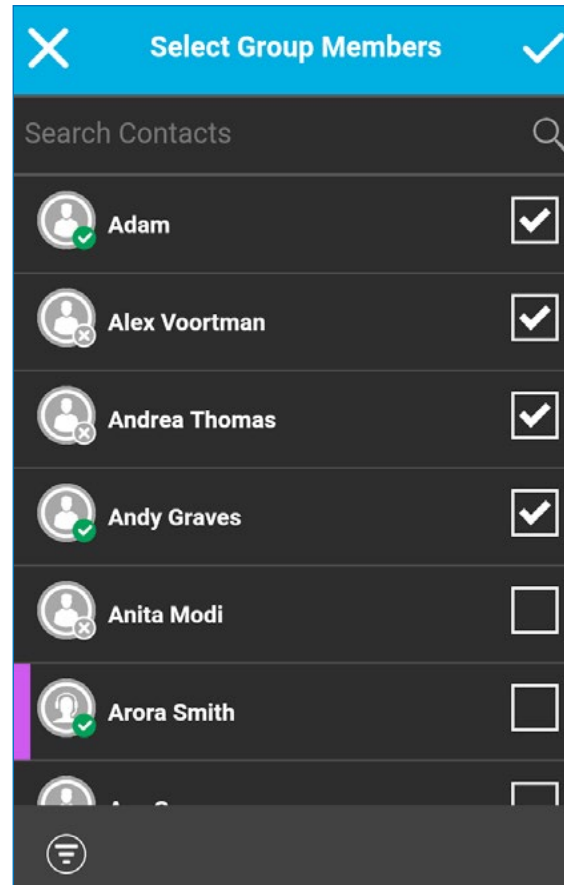 Select Group Members
Search Contacts
Adam
Alex Voortman
Andrea Thomas
Andy Graves
Anita Modi
Arora Smith